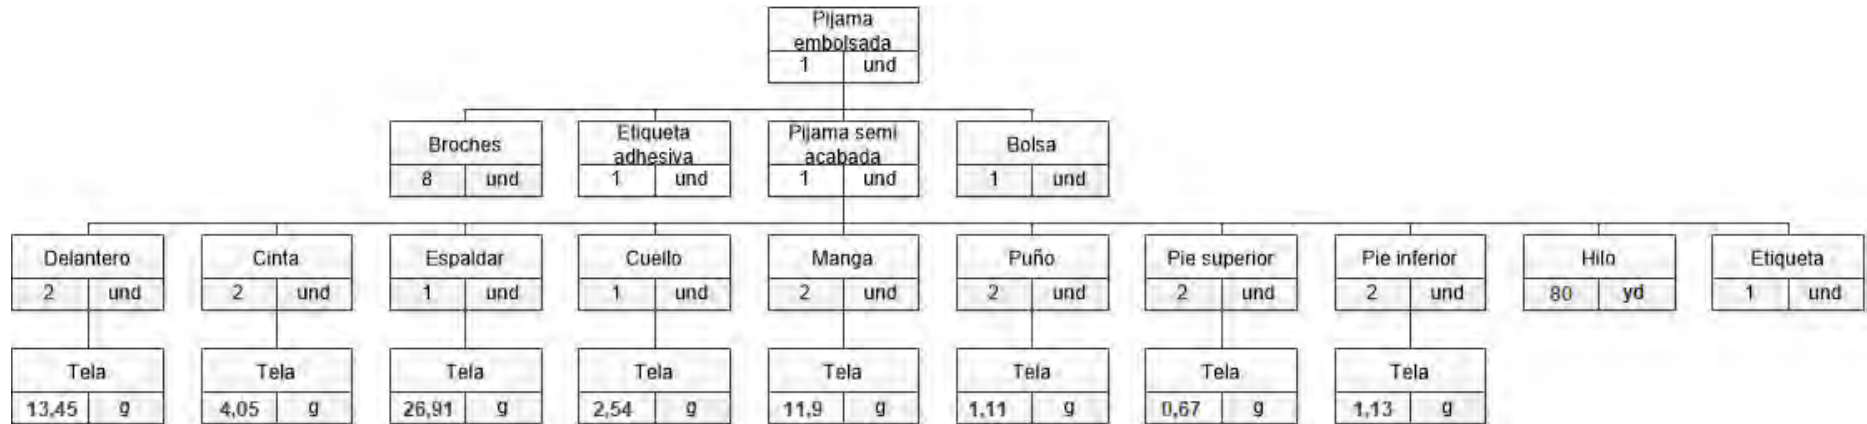 Pijama
embolsada
1 und
Broches
8 und
Etiqueta
adhesiva
1 und
Pijama semi
acabada
1 und
Bolsa
1 und
Delantero
2 und
Cinta
2 und
Espaldar
1 und
Cuello
1 und
Manga
2 und
Puño
2 und
Pie superior
2 und
Pie inferior
2 und
Hilo
80 yd
Etiqueta
1 und
Tela
13,45 g
Tela
4,05 g
Tela
26,91 g
Tela
2,54 g
Tela
11,9 g
Tela
1,11 g
Tela
0,67 g
Tela
1,13 g